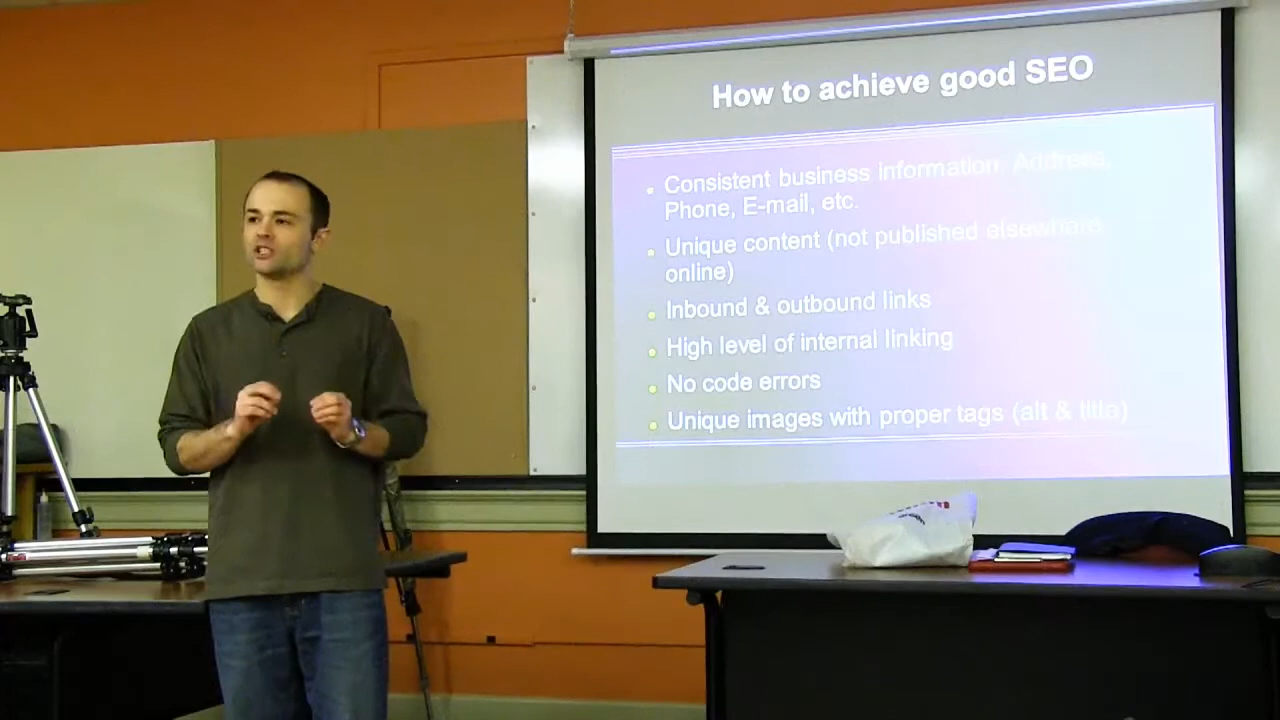 How to achieve good SEO
Consistent business information. Address,
Phone, E-mail, etc.
Unique content (not published elsewhere
online)
Inbound & outbound links
High level of internal linking
No code errors
Unique images with proper tags (alt & title)